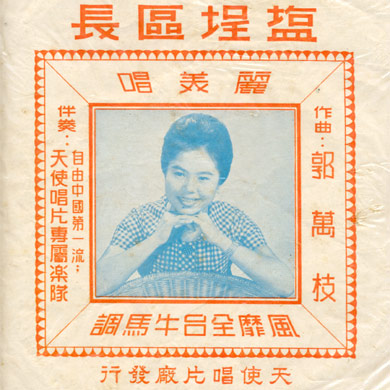 塩埕區長
麗美唱
作曲：郭萬枝
伴奏：
自由中國第一流；
天使唱片專屬楽隊
風靡全台牛馬調
天使唱片廠發行